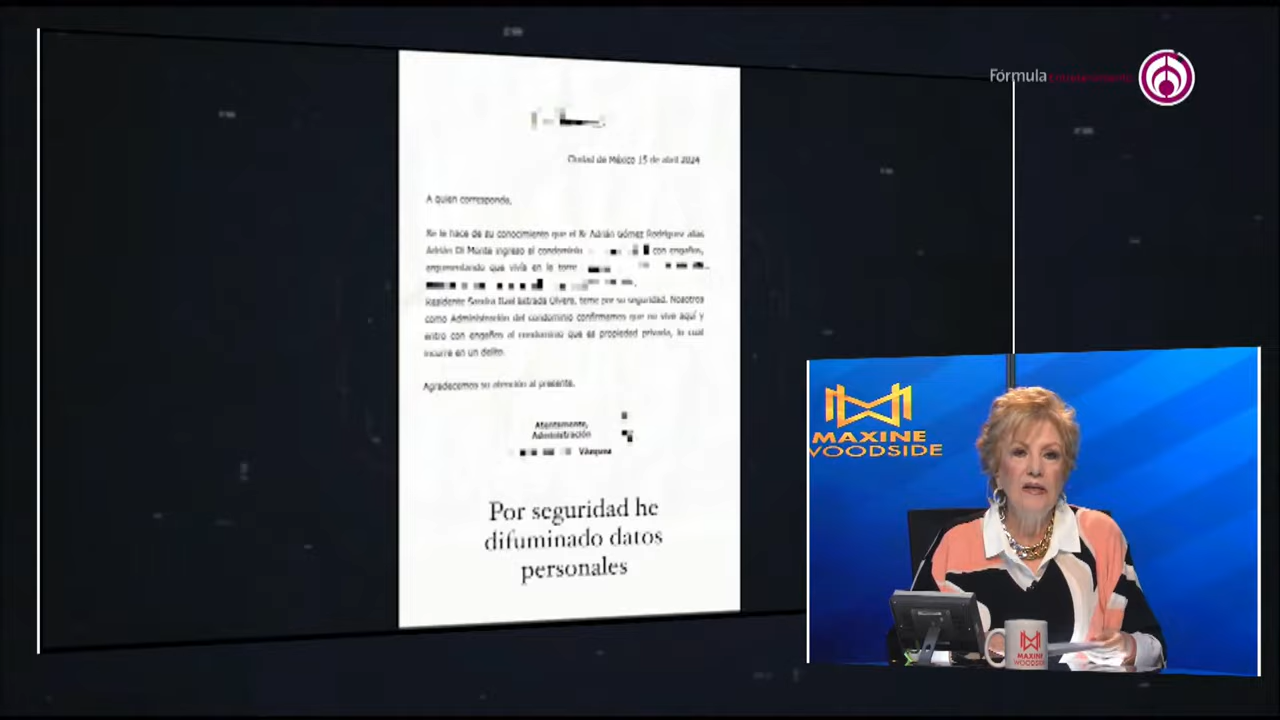 Fórmula
Ciudad de México 15 de abril 2024
A quien corresponda,
Se le hace de su conocimiento que el Sr Adrián Gómez Rodríguez alias
Adrián Di Monte ingreso al condominio con engaños,
argumentando que vivía en la torre
Residente Sandra Itzel Estrada Olvera, teme por su seguridad. Nosotros
como Administración del condominio confirmamos que no vive aquí y
entro con engaños al condominio que es propiedad privada, lo cual
incurre en un delito.
Agradecemos su atención al presente.
Atentamente,
Administración
Vázquez
Por seguridad he
difuminado datos
personales
MAXINE
WOODSIDE
MAXINE
WOODSIDE